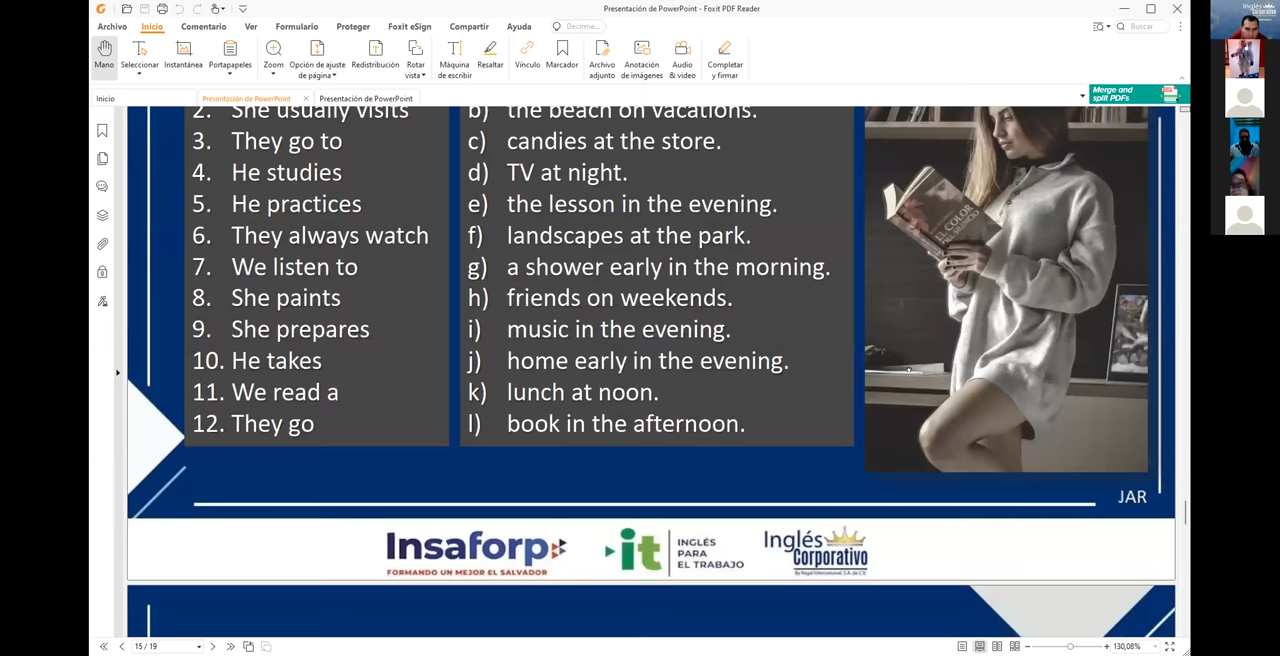 Presentación de PowerPoint - Foxit PDF Reader
Archivo Inicio Comentario Ver Formulario Proteger Foxit eSign Compartir Ayuda Decirme... Buscar
Mano Seleccionar Instantánea Portapapeles Zoom Opción de ajuste de página Redistribución Rotar vista Máquina de escribir Resaltar Vínculo Marcador Archivo adjunto Anotación de imágenes Audio & vídeo Completar y firmar
Inicio Presentación de PowerPoint Presentación de PowerPoint
Merge and split PDFs
2. She usually visits
3. They go to
4. He studies
5. He practices
6. They always watch
7. We listen to
8. She paints
9. She prepares
10. He takes
11. We read a
12. They go
b) the beach on vacations.
c) candies at the store.
d) TV at night.
e) the lesson in the evening.
f) landscapes at the park.
g) a shower early in the morning.
h) friends on weekends.
i) music in the evening.
j) home early in the evening.
k) lunch at noon.
l) book in the afternoon.
EL COLOR
JAR
Insaforp
FORMANDO UN MEJOR EL SALVADOR
it
INGLÉS
PARA
EL TRABAJO
Inglés
Corporativo
15 / 19
130,08%
Inglés
Corporativo